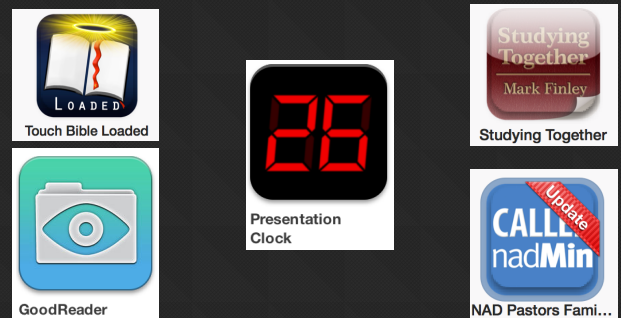 LOADED
Touch Bible Loaded
GoodReader
26
Presentation
Clock
Studying
Together
Mark Finley
Studying Together
Update
CALLE
nadMin
NAD Pastors Fami...